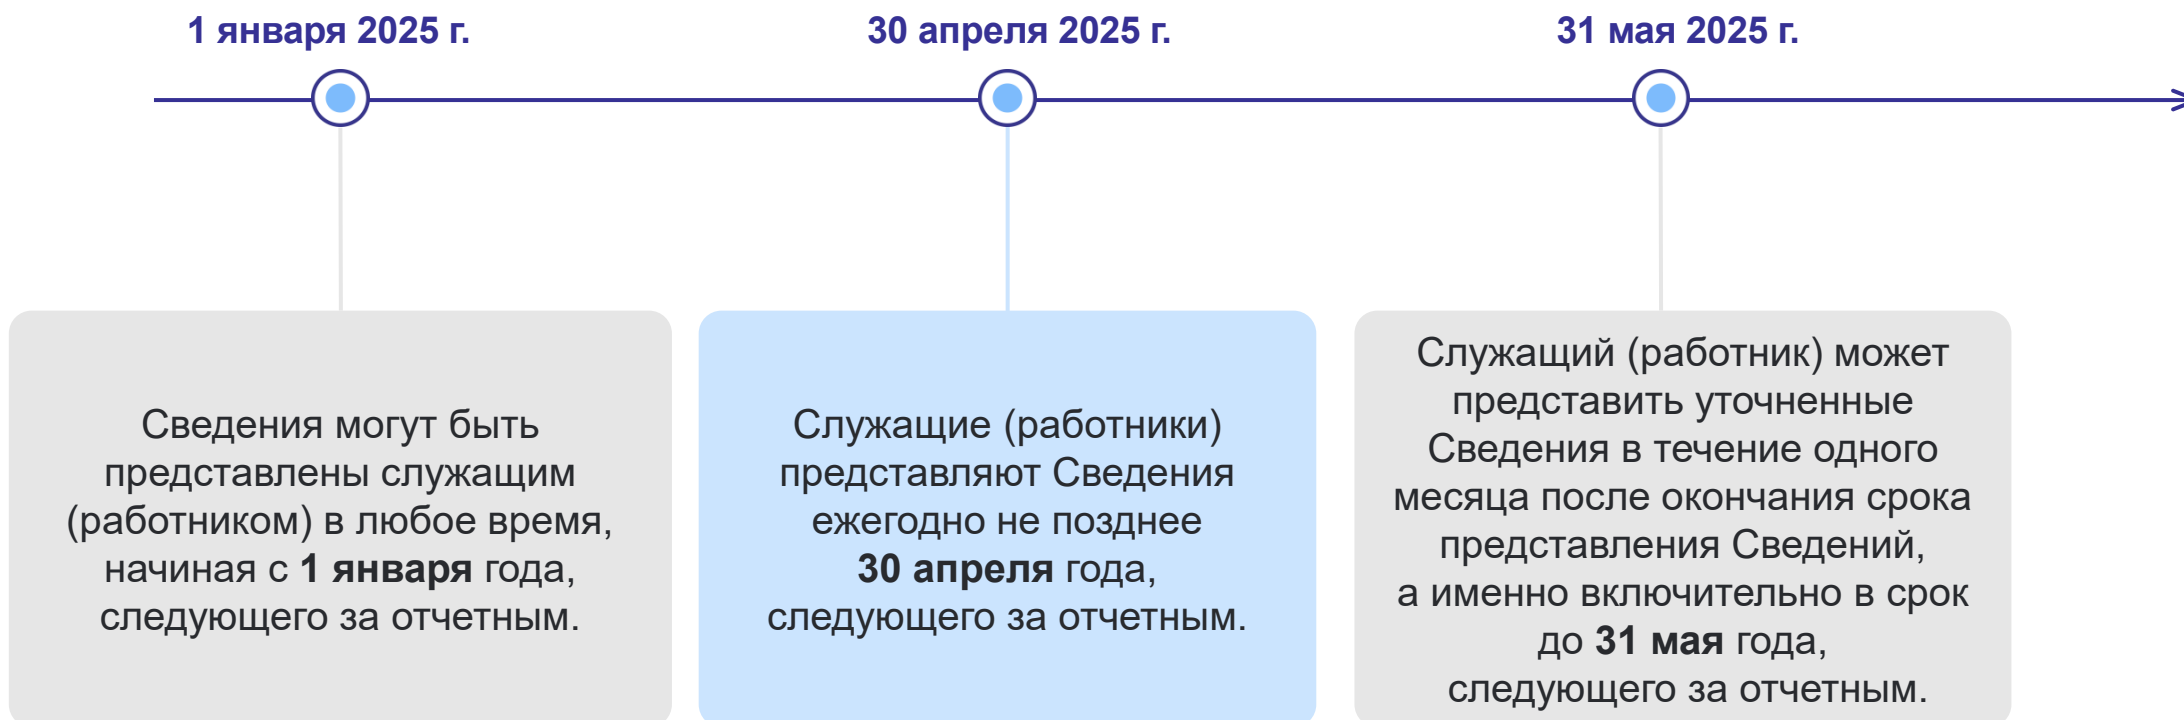 1 января 2025 г.
30 апреля 2025 г.
31 мая 2025 г.
Сведения могут быть
представлены служащим
(работником) в любое время,
начиная с 1 января года,
следующего за отчетным.
Служащие (работники)
представляют Сведения
ежегодно не позднее
30 апреля года,
следующего за отчетным.
Служащий (работник) может
представить уточненные
Сведения в течение одного
месяца после окончания срока
представления Сведений,
а именно включительно в срок
до 31 мая года,
следующего за отчетным.